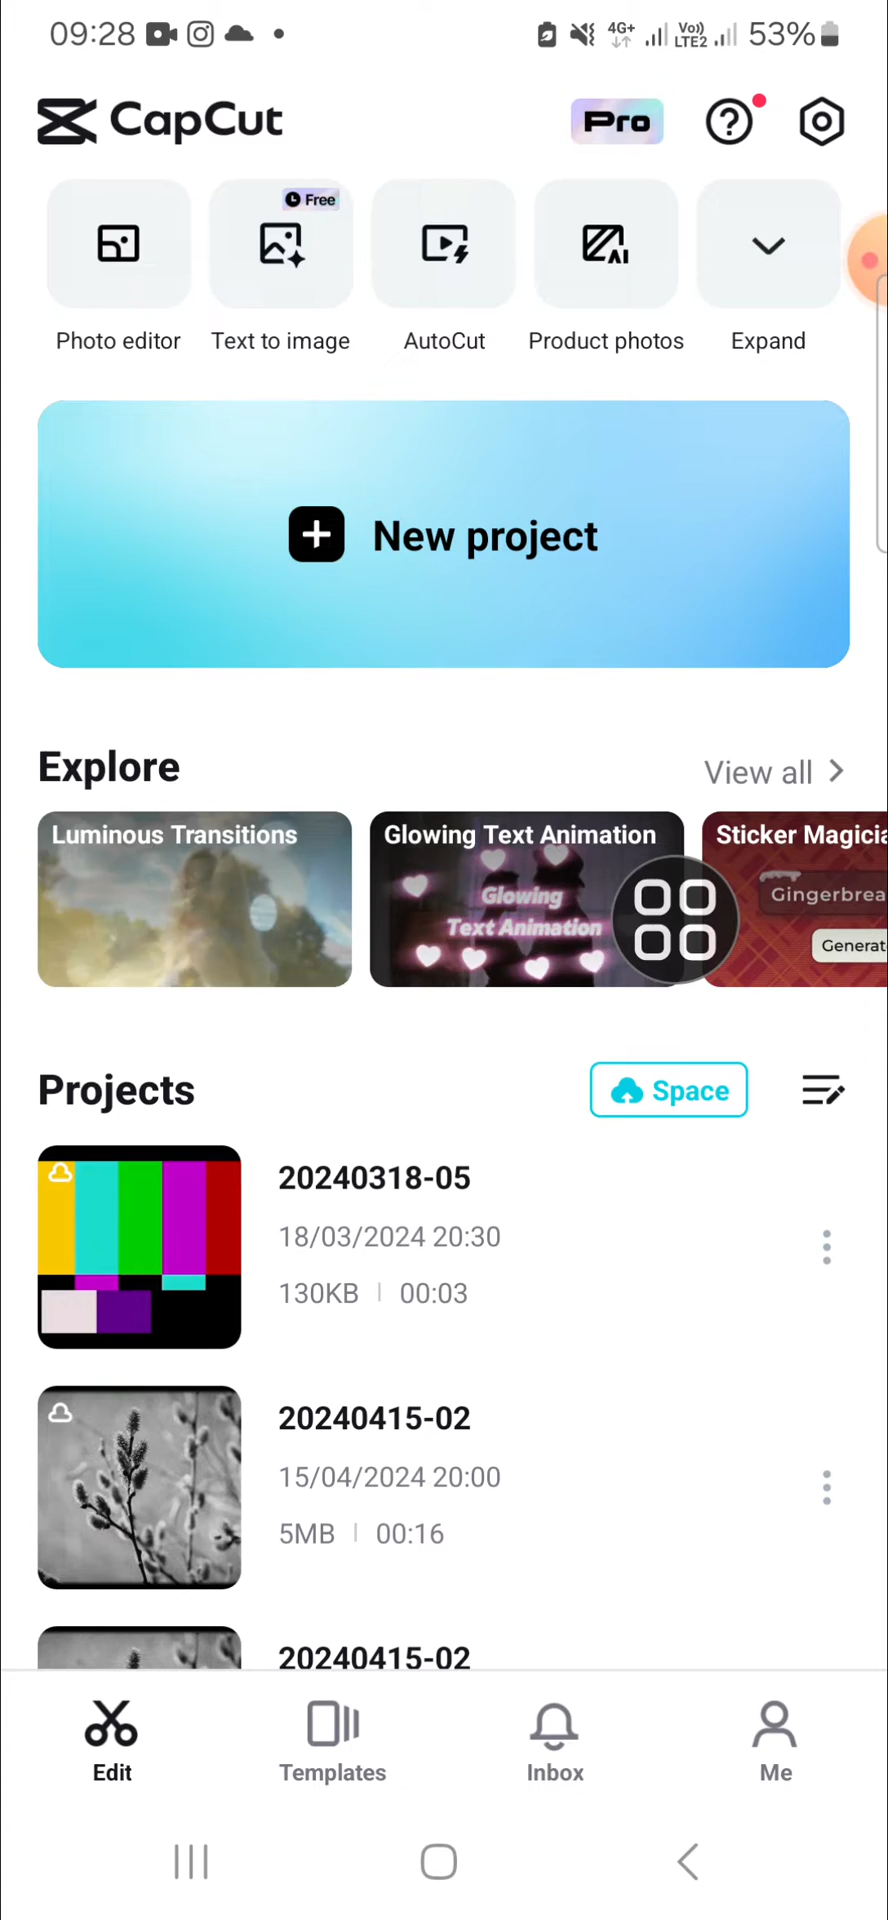 09:28
4G+
Vo))
LTE2
53%
CapCut
Pro
Free
AI
Photo editor
Text to image
AutoCut
Product photos
Expand
New project
Explore
View all
Luminous Transitions
Glowing Text Animation
Glowing
Text Animation
Sticker Magicia
Gingerbrea
Generat
Projects
Space
20240318-05
18/03/2024 20:30
130KB | 00:03
20240415-02
15/04/2024 20:00
5MB | 00:16
20240415-02
Edit
Templates
Inbox
Me